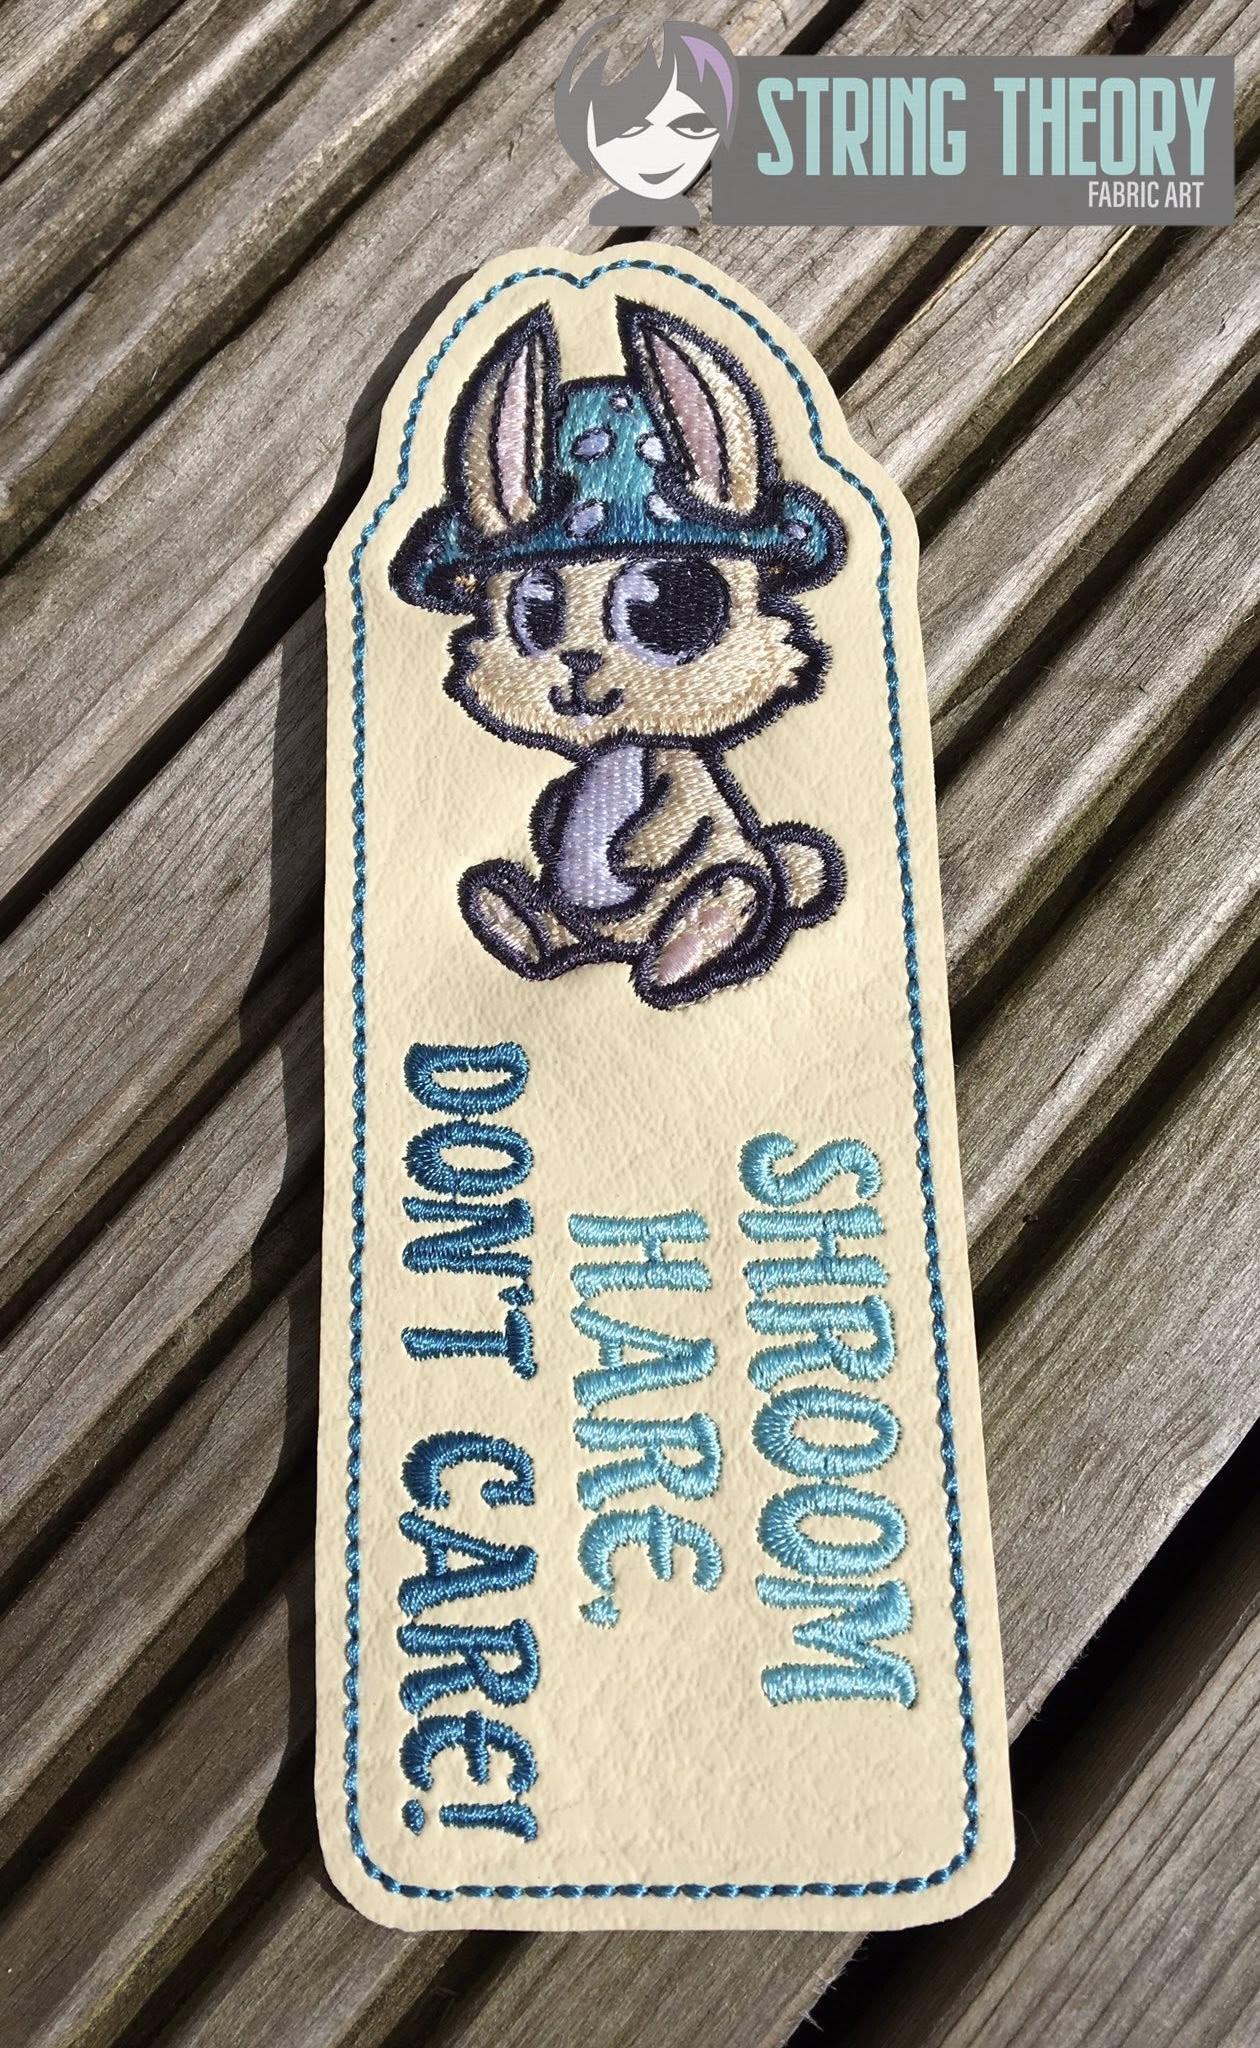 STRING THEORY
FABRIC ART
SHROOM
HARE,
DON'T CARE!